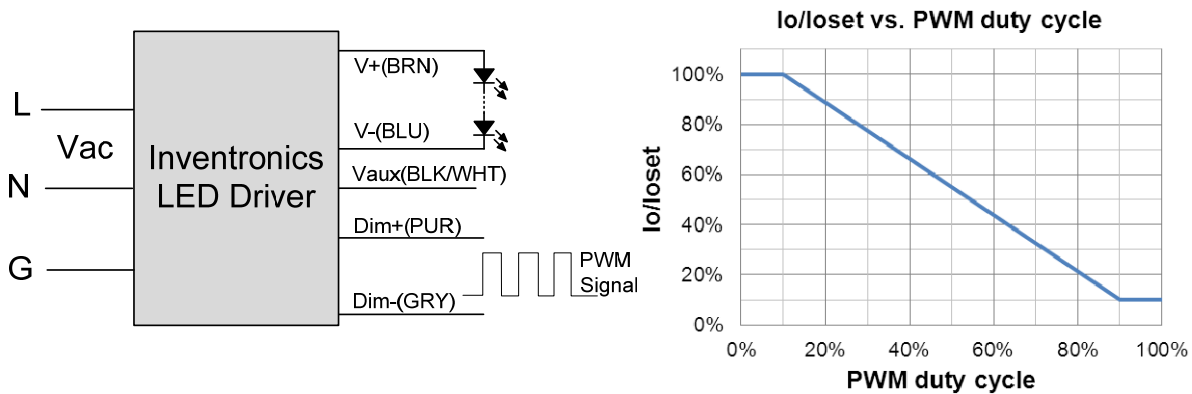 L
Vac
N
G
Inventronics
LED Driver
V+(BRN)
V-(BLU)
Vaux(BLK/WHT)
Dim+(PUR)
PWM
Signal
Dim-(GRY)
Io/Ioset vs. PWM duty cycle
Io/Ioset
100%
80%
60%
40%
20%
0%
0% 20% 40% 60% 80% 100%
PWM duty cycle